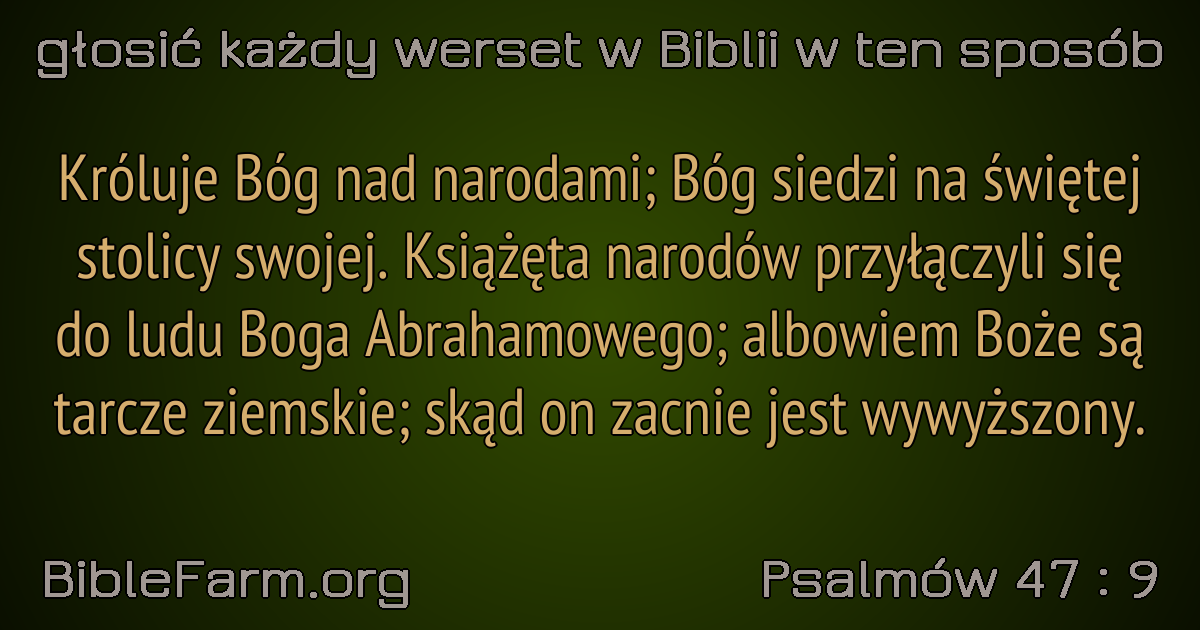 głosić każdy werset w Biblii w ten sposób
Króluje Bóg nad narodami; Bóg siedzi na świętej
stolicy swojej. Książęta narodów przyłączyli się
do ludu Boga Abrahamowego; albowiem Boże są
tarcze ziemskie; skąd on zacnie jest wywyższony.
BibleFarm.org
Psalmów 47 : 9